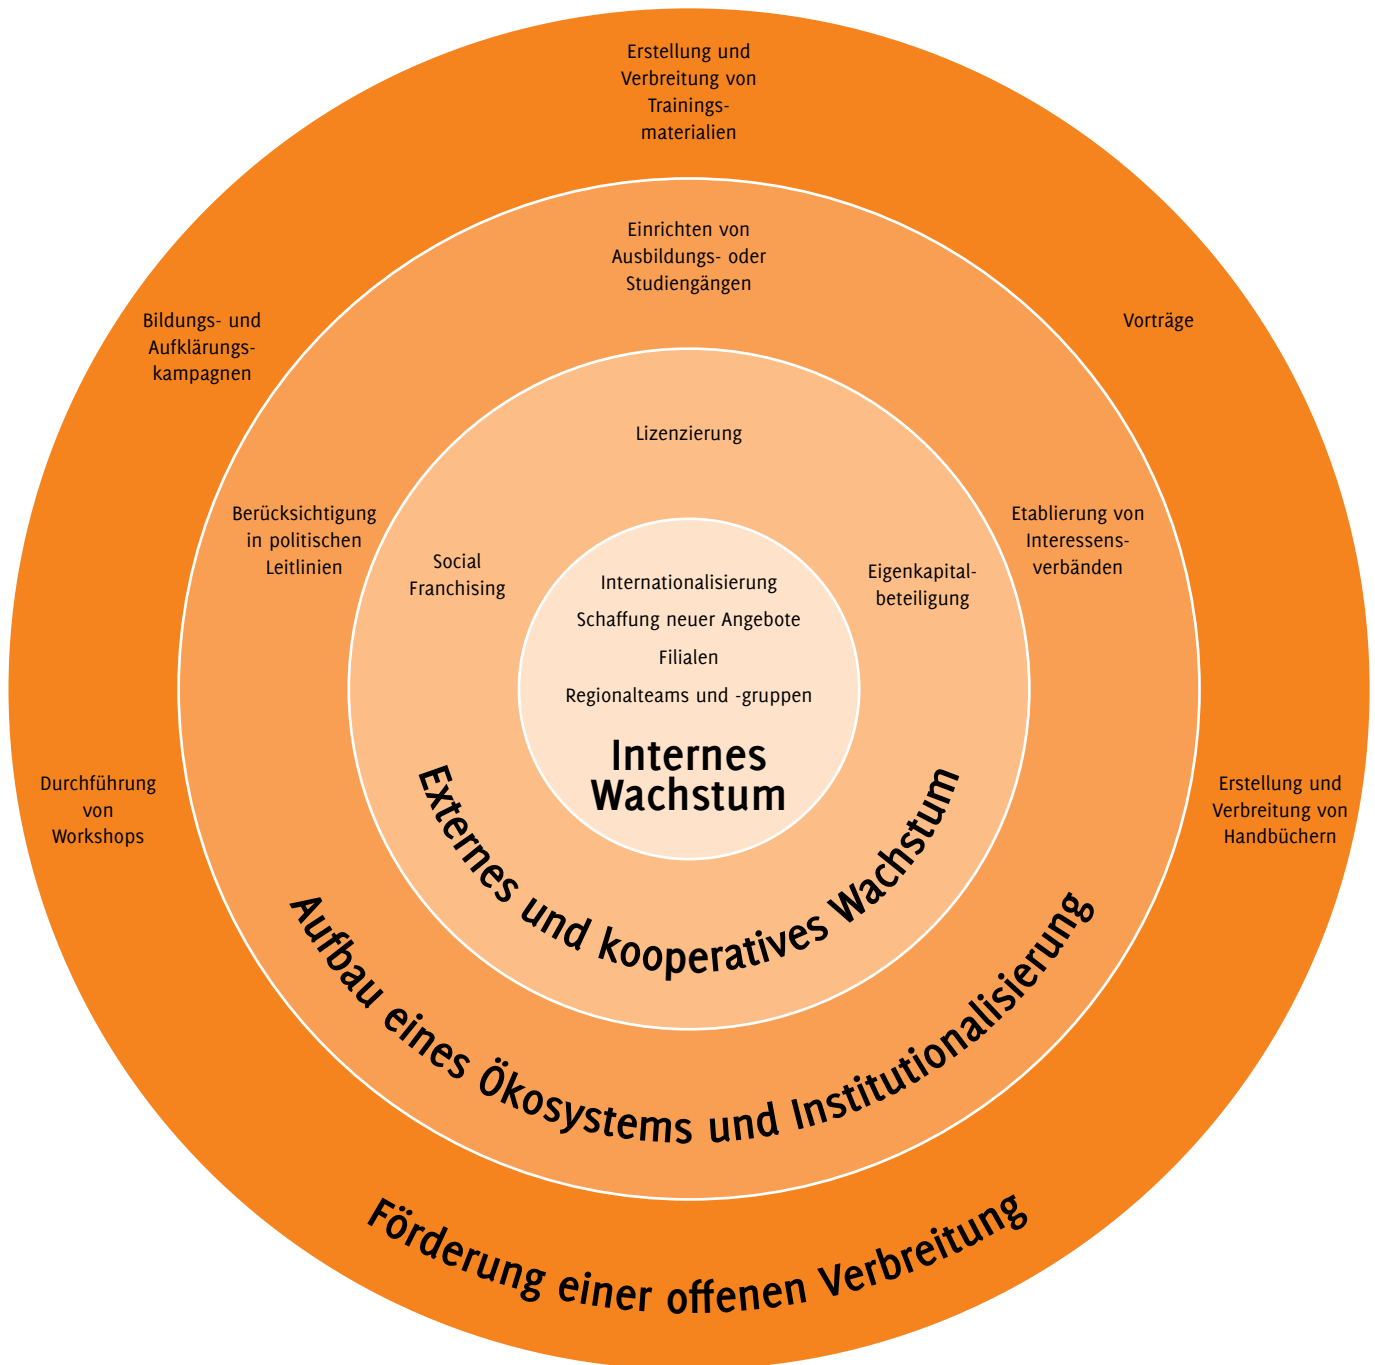 Erstellung und
Verbreitung von
Trainings-
materialien
Bildungs- und
Aufklärungs-
kampagnen
Vorträge
Durchführung
von
Workshops
Erstellung und
Verbreitung von
Handbüchern
Förderung einer offenen Verbreitung
Einrichten von
Ausbildungs- oder
Studiengängen
Berücksichtigung
in politischen
Leitlinien
Etablierung von
Interessens-
verbänden
Aufbau eines Ökosystems und Institutionalisierung
Lizenzierung
Social
Franchising
Eigenkapital-
beteiligung
Externes und kooperatives Wachstum
Internationalisierung
Schaffung neuer Angebote
Filialen
Regionalteams und -gruppen
Internes
Wachstum